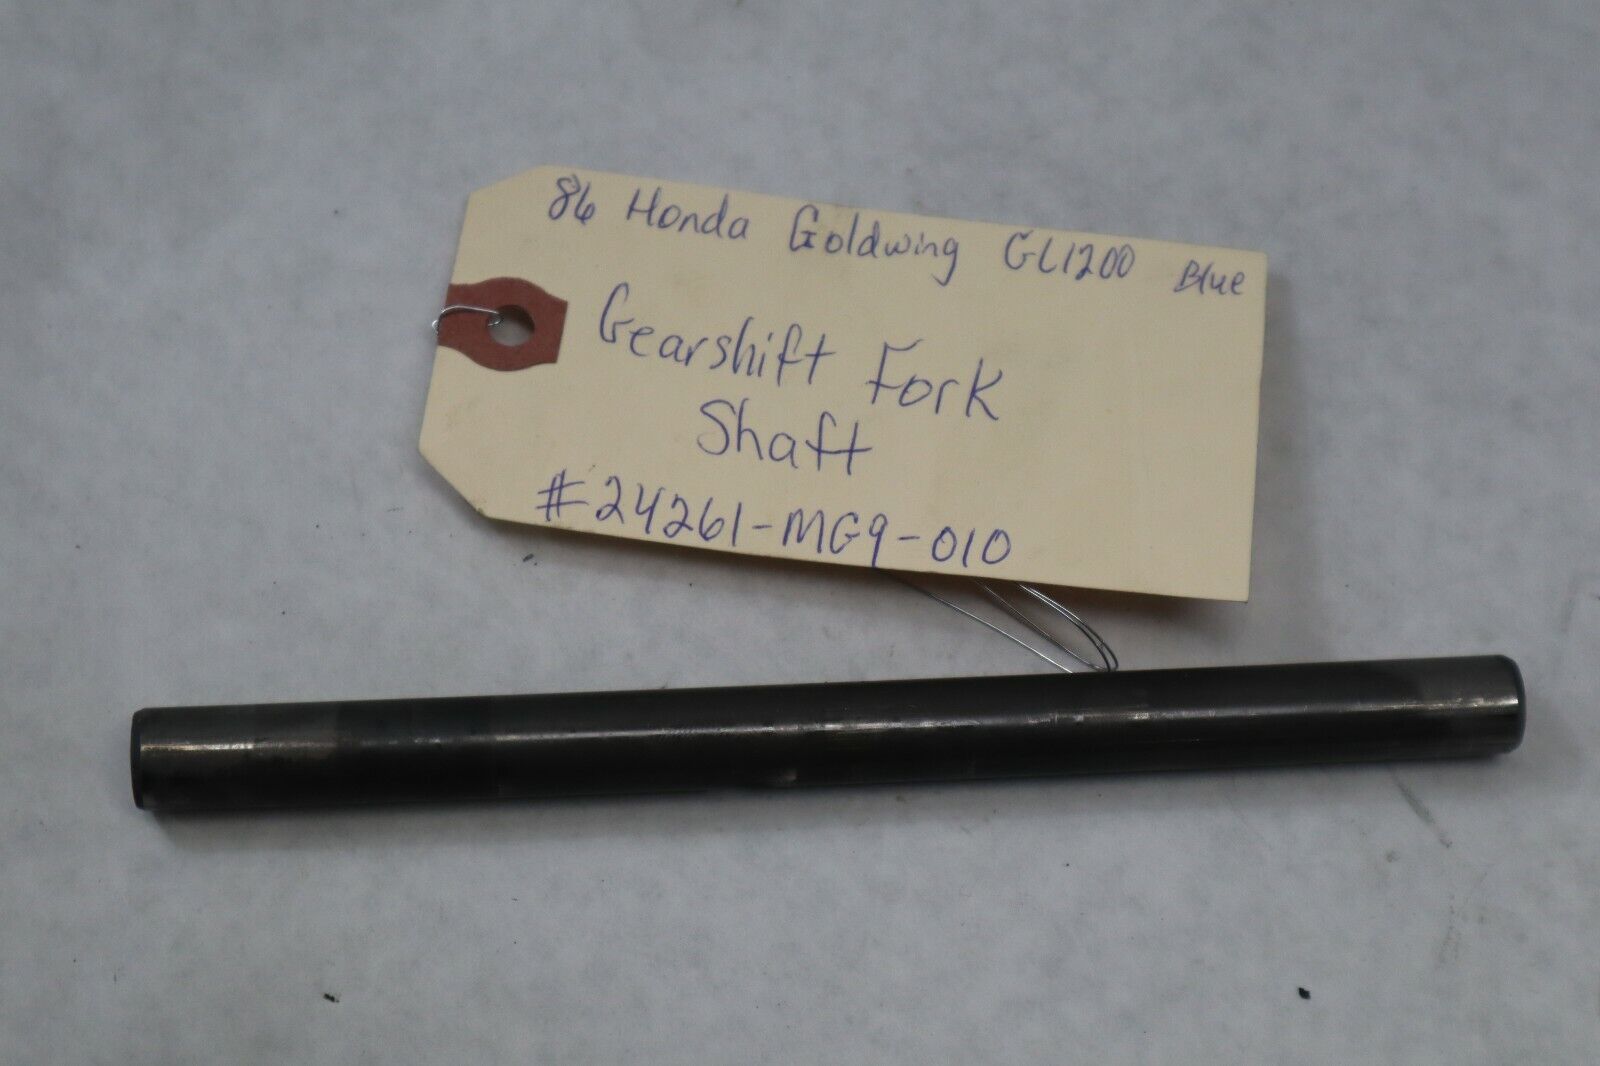 86 Honda Goldwing GL1200 Blue
Gearshift Fork
Shaft
#24261-MG9-010